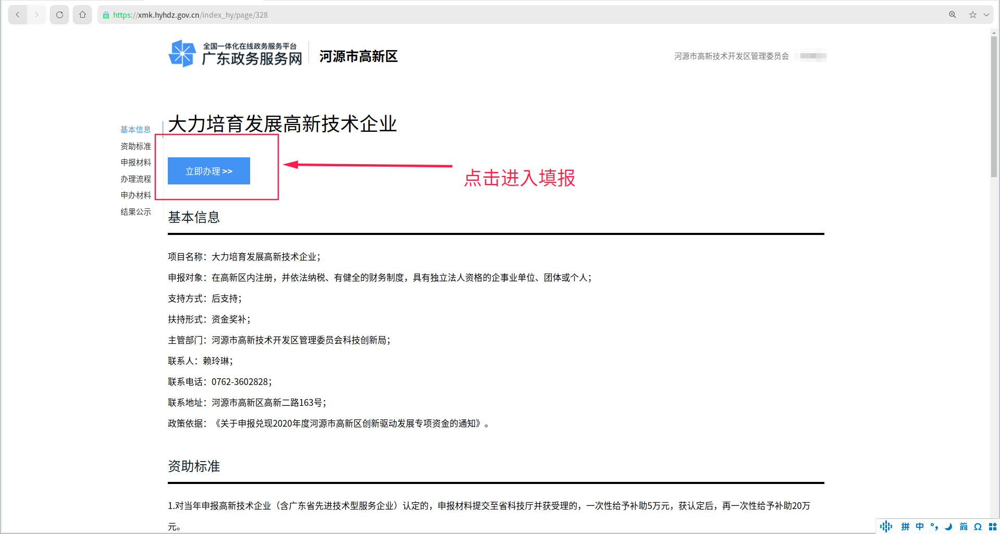 https://xmk.hyhdz.gov.cn/index_hy/page/328
全国一体化在线政务服务平台
广东政务服务网
河源市高新区
河源市高新技术开发区管理委员会
大力培育发展高新技术企业
基本信息
资助标准
申报材料
办理流程
申办材料
结果公示
立即办理 >>
点击进入填报
基本信息
项目名称：大力培育发展高新技术企业；
申报对象：在高新区内注册，并依法纳税、有健全的财务制度，具有独立法人资格的企事业单位、团体或个人；
支持方式：后支持；
扶持形式：资金奖补；
主管部门：河源市高新技术开发区管理委员会科技创新局；
联系人：赖玲琳；
联系电话：0762-3602828；
联系地址：河源市高新区高新二路163号；
政策依据：《关于申报兑现2020年度河源市高新区创新驱动发展专项资金的通知》。
资助标准
1.对当年申报高新技术企业（含广东省先进技术型服务企业）认定的，申报材料提交至省科技厅并获受理的，一次性给予补助5万元，获认定后，再一次性给予补助20万
元。
拼 中 °, 简 Ω